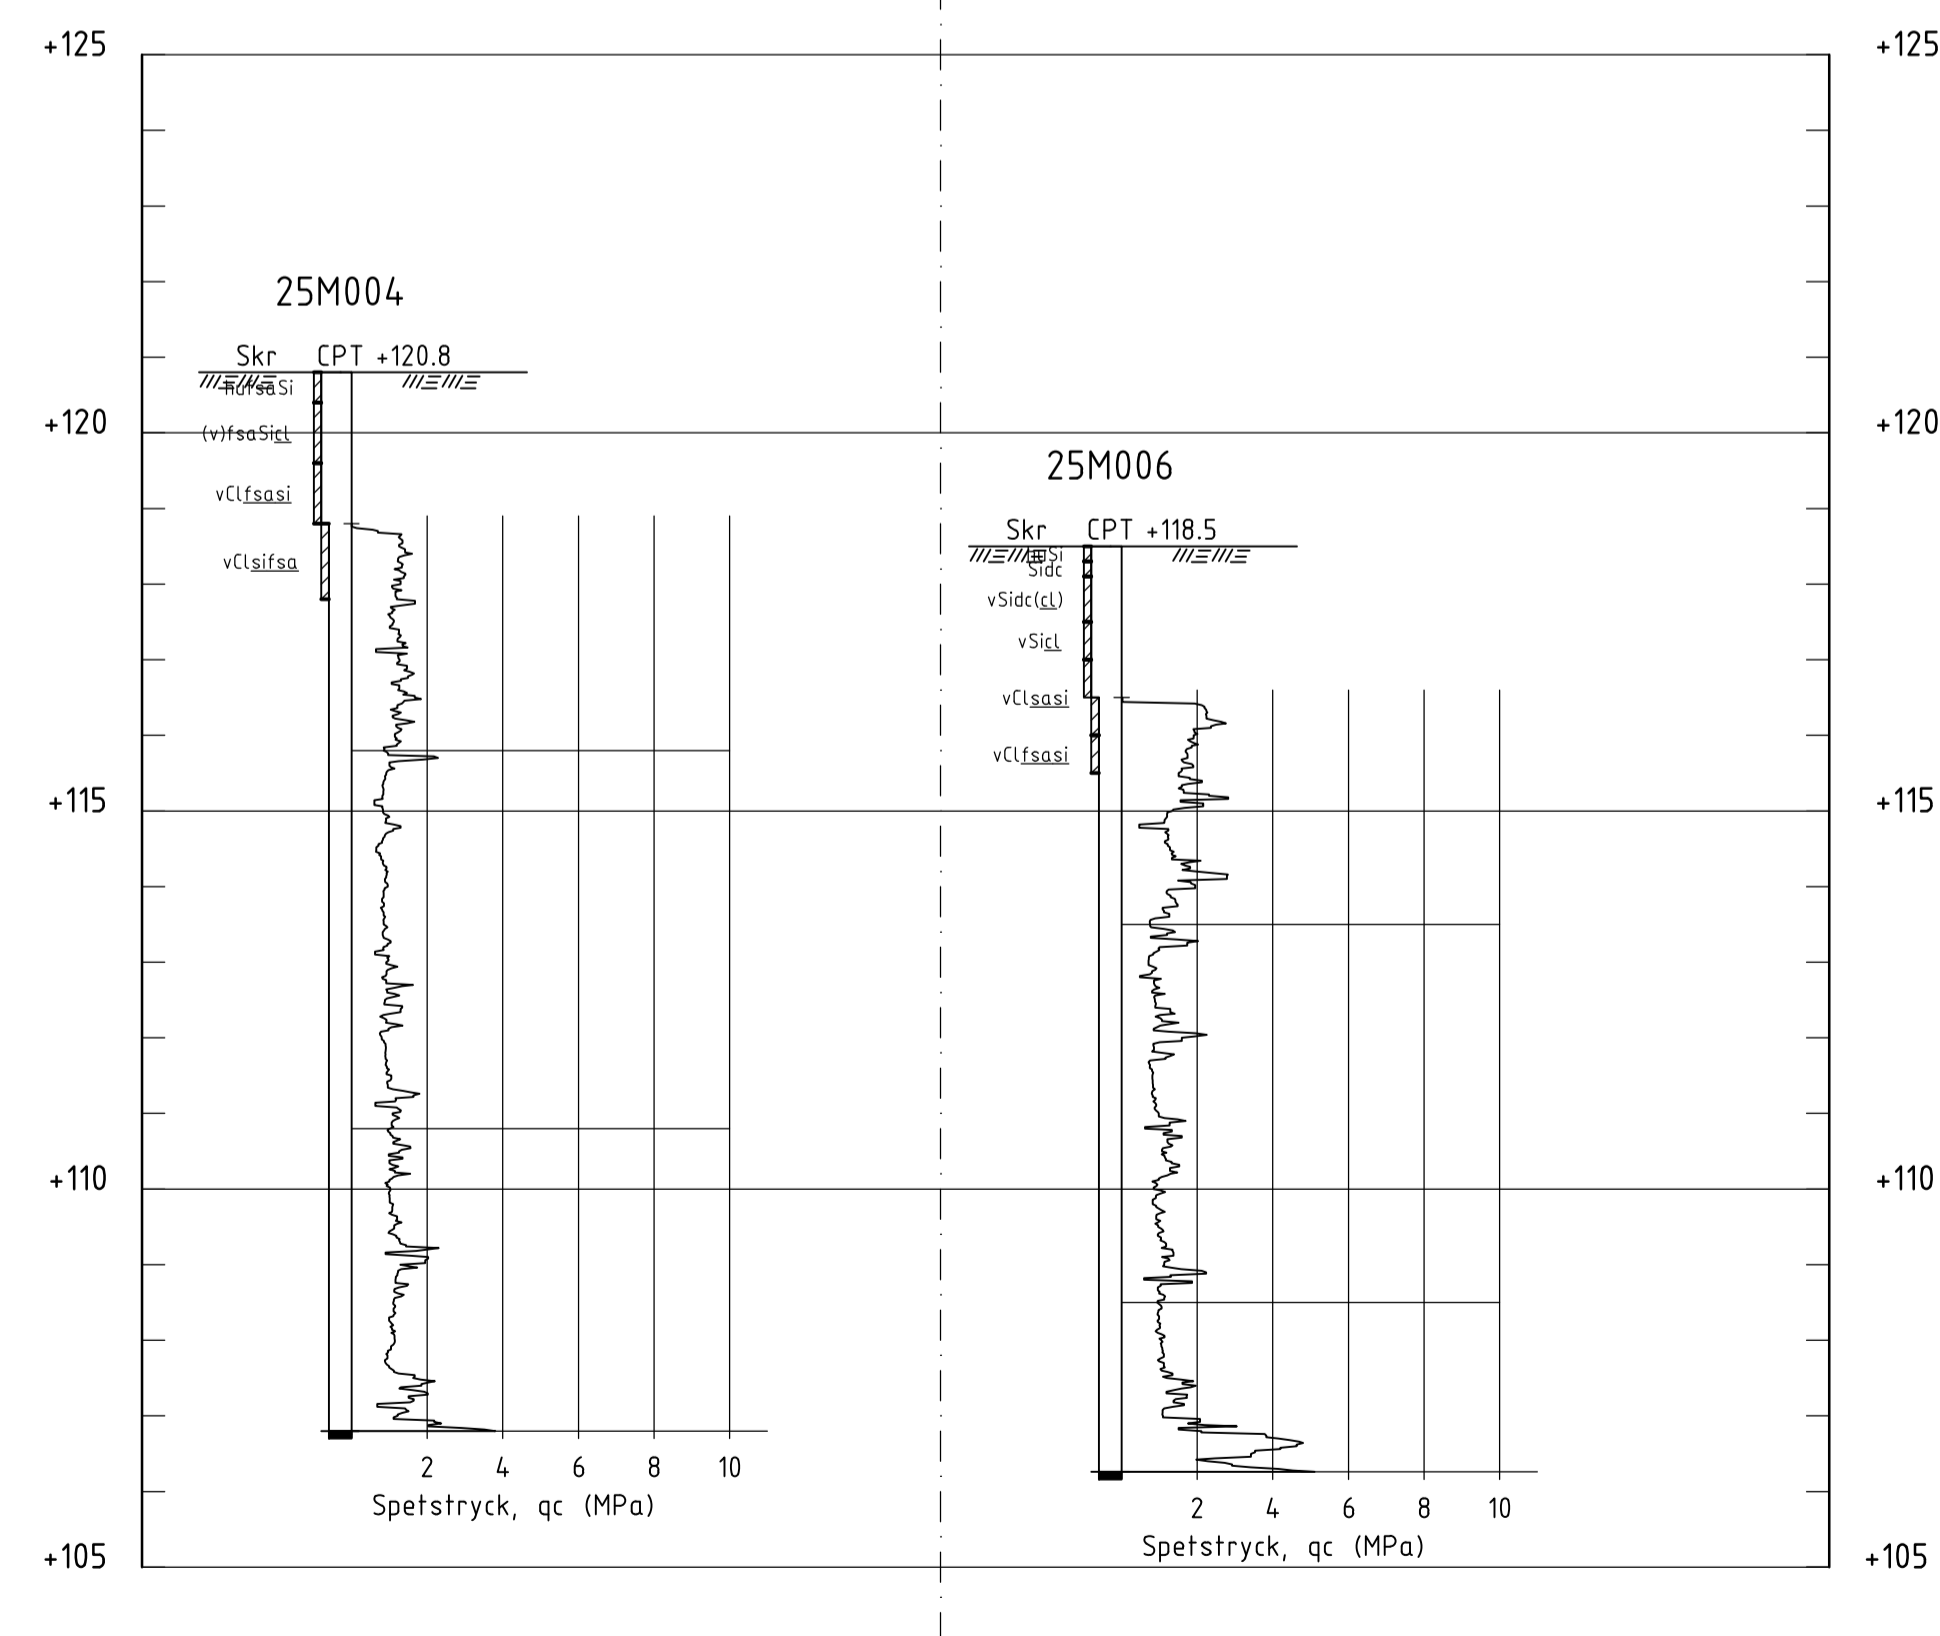 +125 +125
25M004
Skr CPT +120.8
hufsaSi
+120 +120
(v)fsaSicl
25M006
vClfsasi
Skr CPT +118.5
vClsifsa
Sidc
vSidc(cl)
vSicl
vClsasi
vClfsasi
+115 +115
+110 +110
2 4 6 8 10
Spetstryck, qc (MPa)
2 4 6 8 10
Spetstryck, qc (MPa)
+105 +105